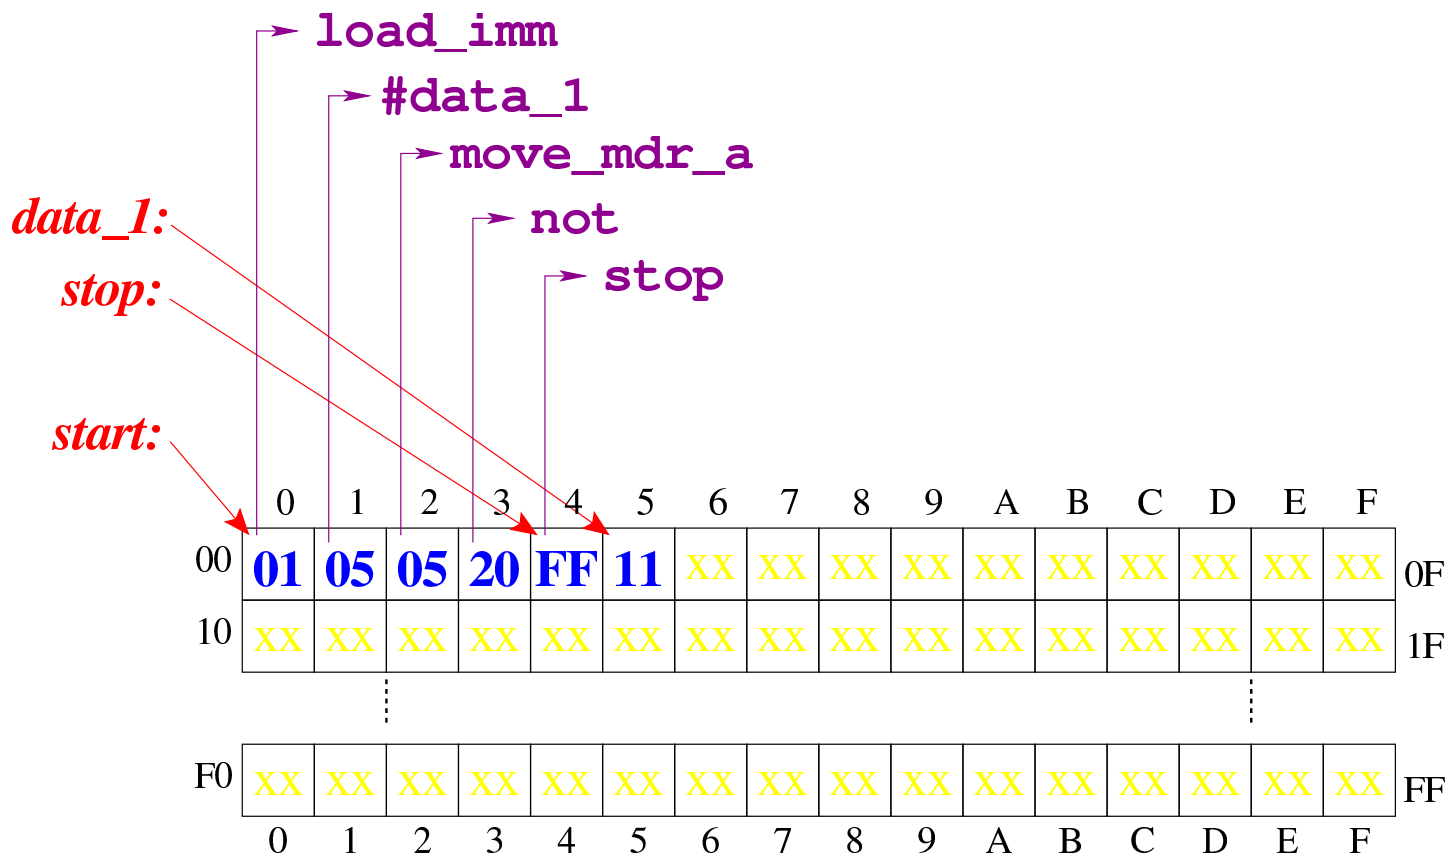 load_imm
#data_1
move_mdr_a
data_1:
not
stop:
stop
start:
0 1 2 3 4 5 6 7 8 9 A B C D E F
00 01 05 05 20 FF 11 XX XX XX XX XX XX XX XX XX XX 0F
10 XX XX XX XX XX XX XX XX XX XX XX XX XX XX XX XX 1F
F0 XX XX XX XX XX XX XX XX XX XX XX XX XX XX XX XX FF
0 1 2 3 4 5 6 7 8 9 A B C D E F